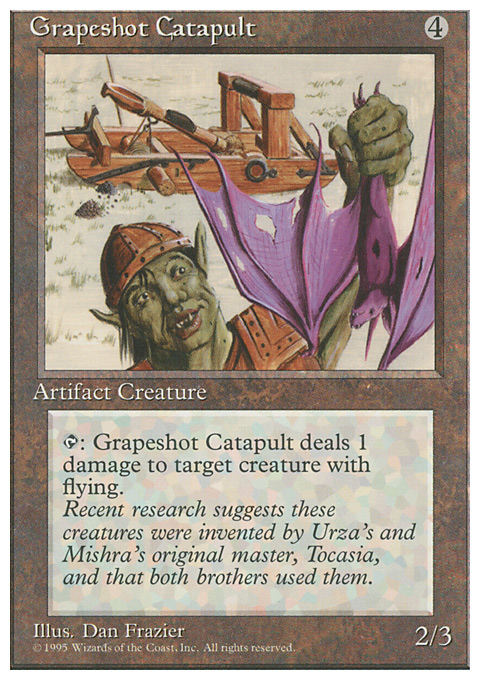 Grapeshot Catapult 4
Artifact Creature
: Grapeshot Catapult deals 1
damage to target creature with
flying.
Recent research suggests these
creatures were invented by Urza's and
Mishra's original master, Tocasia,
and that both brothers used them.
Illus. Dan Frazier
© 1995 Wizards of the Coast, Inc. All rights reserved.
2/3